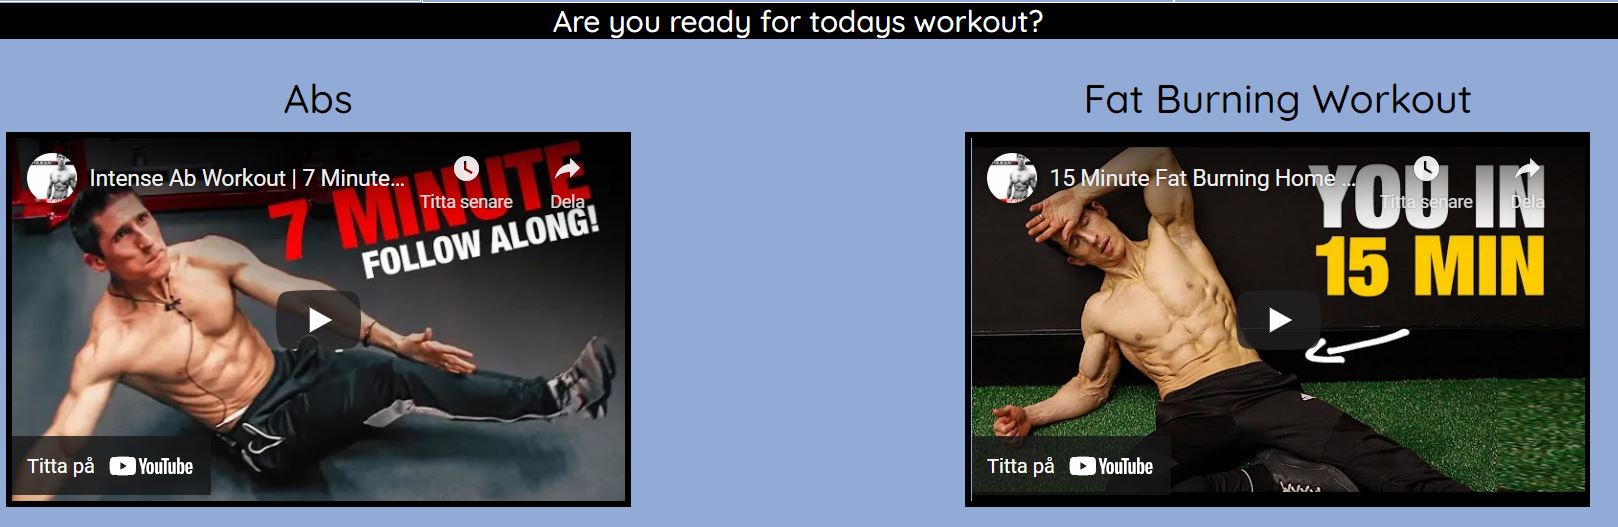 Are you ready for todays workout?
Abs
Intense Ab Workout | 7 Minute...
Titta senare
Dela
7 MINUTE
FOLLOW ALONG!
Titta på YouTube
Fat Burning Workout
15 Minute Fat Burning Home ...
Titta senare
Dela
YOU IN
15 MIN
Titta på YouTube